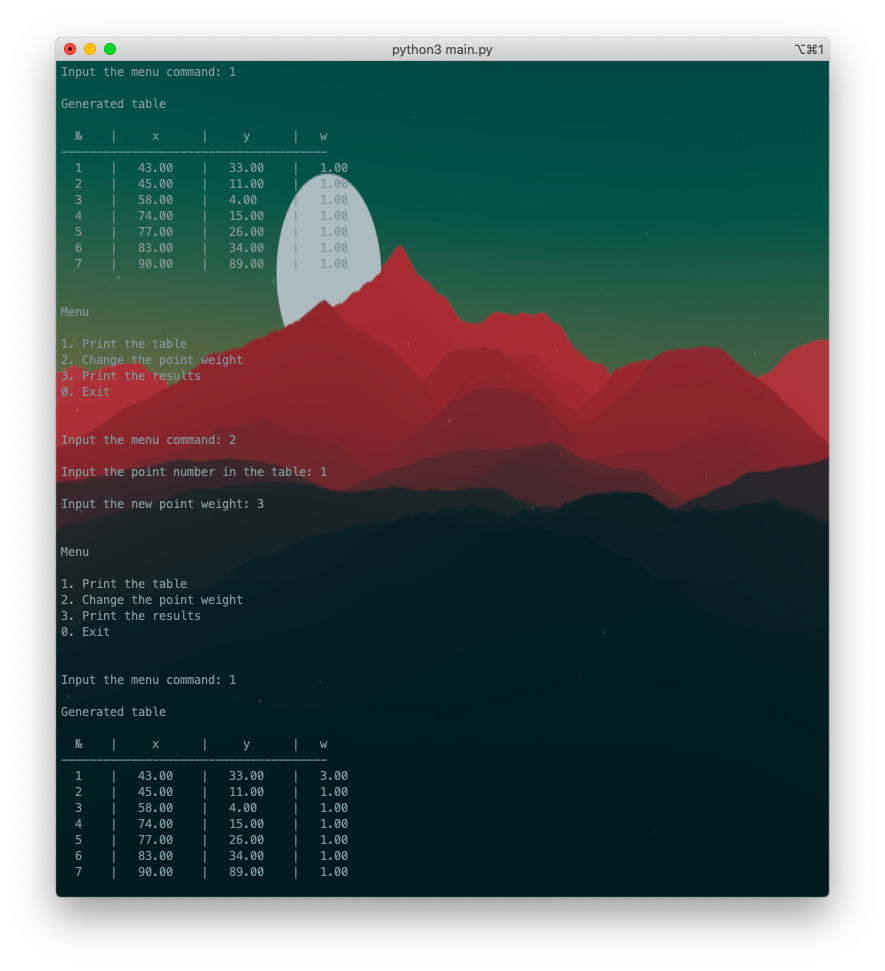 python3 main.py ⌥⌘1
Input the menu command: 1
Generated table
№ | x | y | w
------------------------------------------
1 | 43.00 | 33.00 | 1.00
2 | 45.00 | 11.00 | 1.00
3 | 58.00 | 4.00 | 1.00
4 | 74.00 | 15.00 | 1.00
5 | 77.00 | 26.00 | 1.00
6 | 83.00 | 34.00 | 1.00
7 | 90.00 | 89.00 | 1.00
Menu
1. Print the table
2. Change the point weight
3. Print the results
0. Exit
Input the menu command: 2
Input the point number in the table: 1
Input the new point weight: 3
Menu
1. Print the table
2. Change the point weight
3. Print the results
0. Exit
Input the menu command: 1
Generated table
№ | x | y | w
------------------------------------------
1 | 43.00 | 33.00 | 3.00
2 | 45.00 | 11.00 | 1.00
3 | 58.00 | 4.00 | 1.00
4 | 74.00 | 15.00 | 1.00
5 | 77.00 | 26.00 | 1.00
6 | 83.00 | 34.00 | 1.00
7 | 90.00 | 89.00 | 1.00